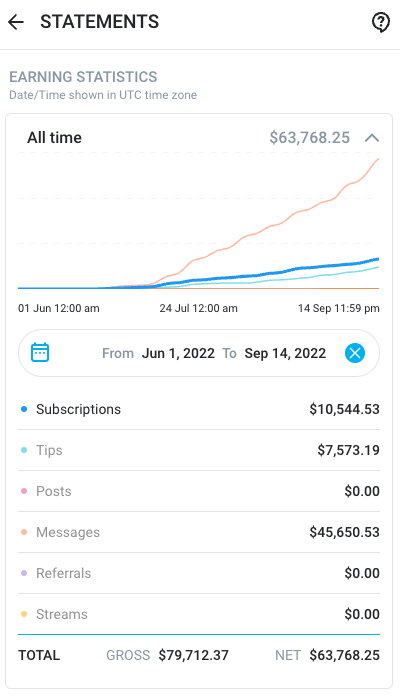 STATEMENTS
EARNING STATISTICS
Date/Time shown in UTC time zone
All time $63,768.25
01 Jun 12:00 am 24 Jul 12:00 am 14 Sep 11:59 pm
From Jun 1, 2022 To Sep 14, 2022
Subscriptions $10,544.53
Tips $7,573.19
Posts $0.00
Messages $45,650.53
Referrals $0.00
Streams $0.00
TOTAL GROSS $79,712.37 NET $63,768.25